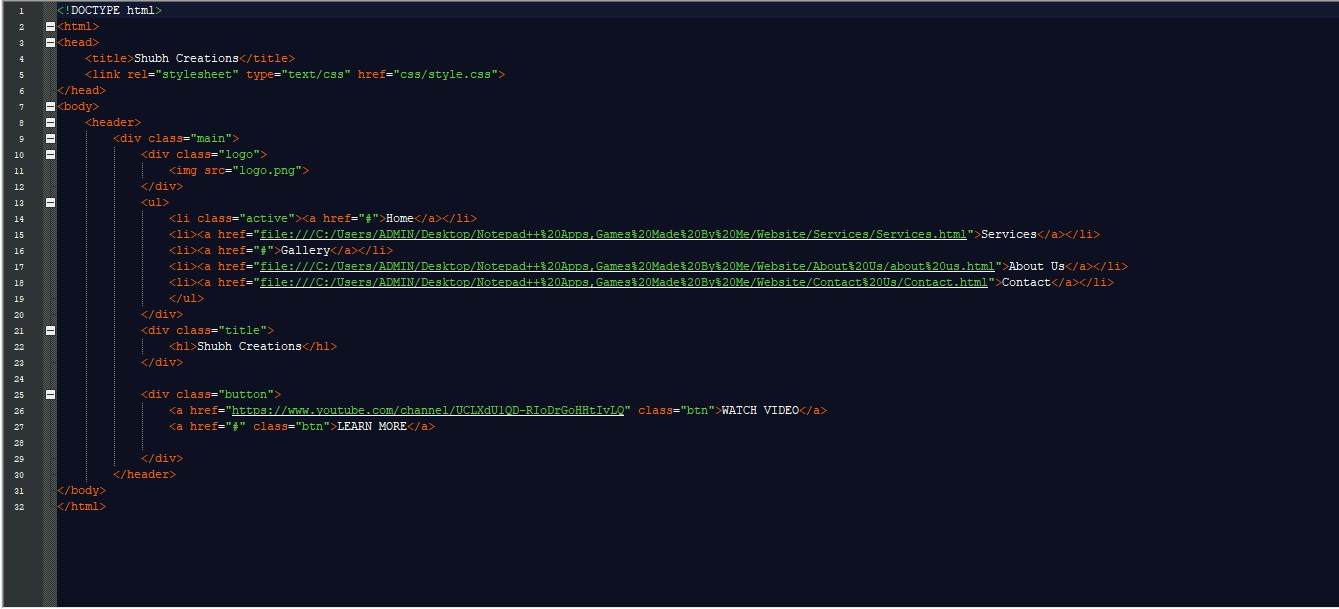 1 <!DOCTYPE html>
2 <html>
3 <head>
4 <title>Shubh Creations</title>
5 <link rel="stylesheet" type="text/css" href="css/style.css">
6 </head>
7 <body>
8 <header>
9 <div class="main">
10 <div class="logo">
11 <img src="logo.png">
12 </div>
13 <ul>
14 <li class="active"><a href="#">Home</a></li>
15 <li><a href="file:///C:/Users/ADMIN/Desktop/Notepad++%20Apps,Games%20Made%20By%20Me/Website/Services/Services.html">Services</a></li>
16 <li><a href="#">Gallery</a></li>
17 <li><a href="file:///C:/Users/ADMIN/Desktop/Notepad++%20Apps,Games%20Made%20By%20Me/Website/About%20Us/about%20us.html">About Us</a></li>
18 <li><a href="file:///C:/Users/ADMIN/Desktop/Notepad++%20Apps,Games%20Made%20By%20Me/Website/Contact%20Us/Contact.html">Contact</a></li>
19 </ul>
20 </div>
21 <div class="title">
22 <h1>Shubh Creations</h1>
23 </div>
24
25 <div class="button">
26 <a href="https://www.youtube.com/channel/UCLXdU1QD-RIoDrGoHHtIvLQ" class="btn">WATCH VIDEO</a>
27 <a href="#" class="btn">LEARN MORE</a>
28
29 </div>
30 </header>
31 </body>
32 </html>